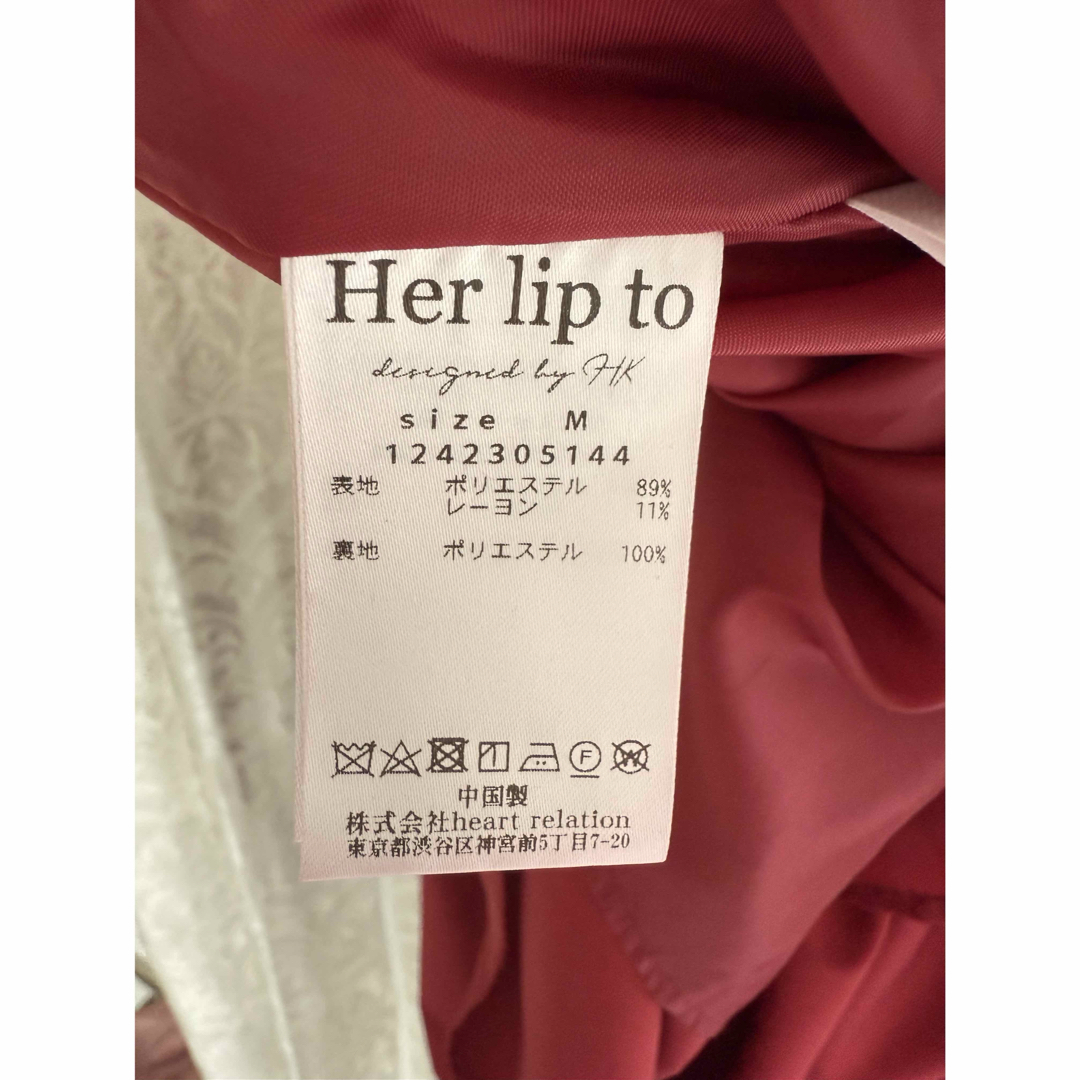 Her lip to
designed by HK
size M
1242305144
表地 ポリエステル 89%
レーヨン 11%
裏地 ポリエステル 100%
F W
中国製
株式会社heart relation
東京都渋谷区神宮前5丁目7-20